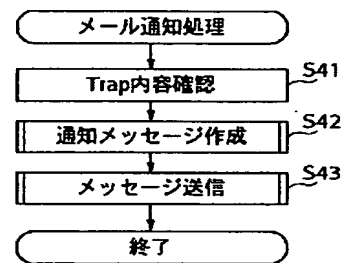 メール通知処理
Trap内容確認
S41
通知メッセージ作成
S42
メッセージ送信
S43
終了